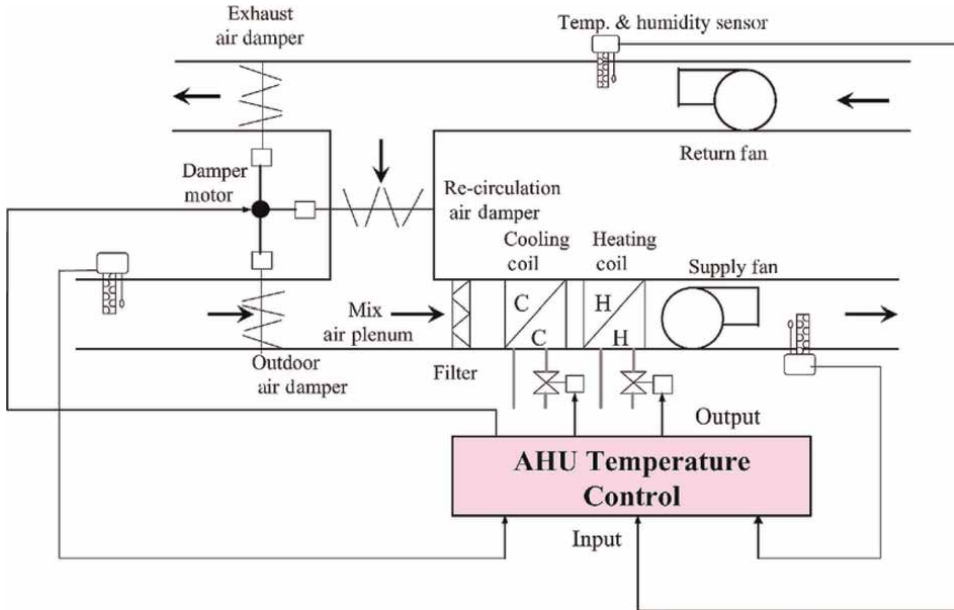 Exhaust
air damper
Temp. & humidity sensor
Return fan
Damper
motor
Re-circulation
air damper
Cooling
coil
Heating
coil
Supply fan
Mix
air plenum
C
C
H
H
Outdoor
air damper
Filter
Output
AHU Temperature
Control
Input